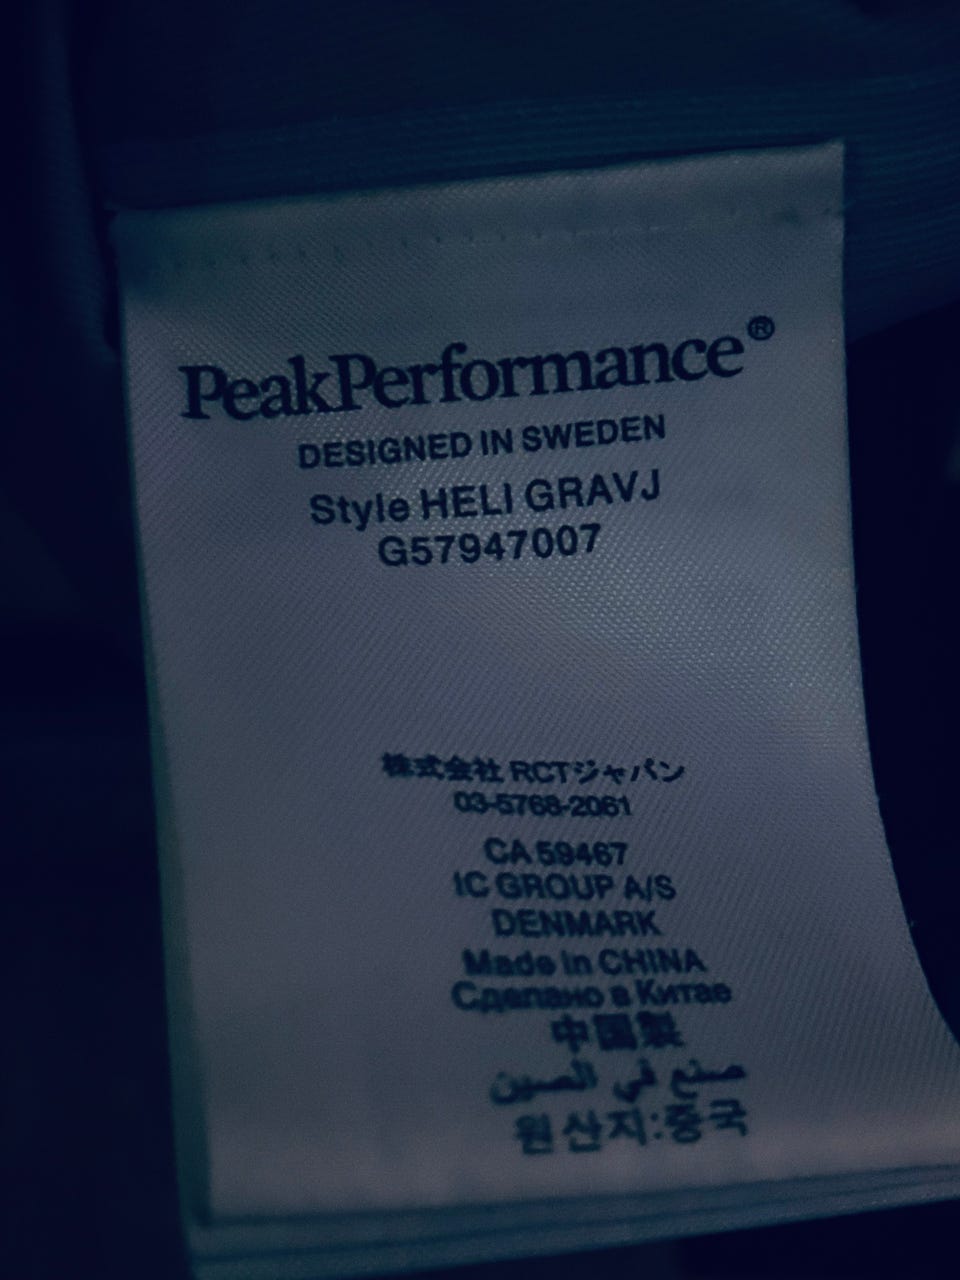 PeakPerformance®
DESIGNED IN SWEDEN
Style HELI GRAVJ
G57947007
株式会社 RCTジャパン
03-5768-2061
CA 59467
IC GROUP A/S
DENMARK
Made in CHINA
Сделано в Китае
中国製
صنع في الصين
원산지:중국